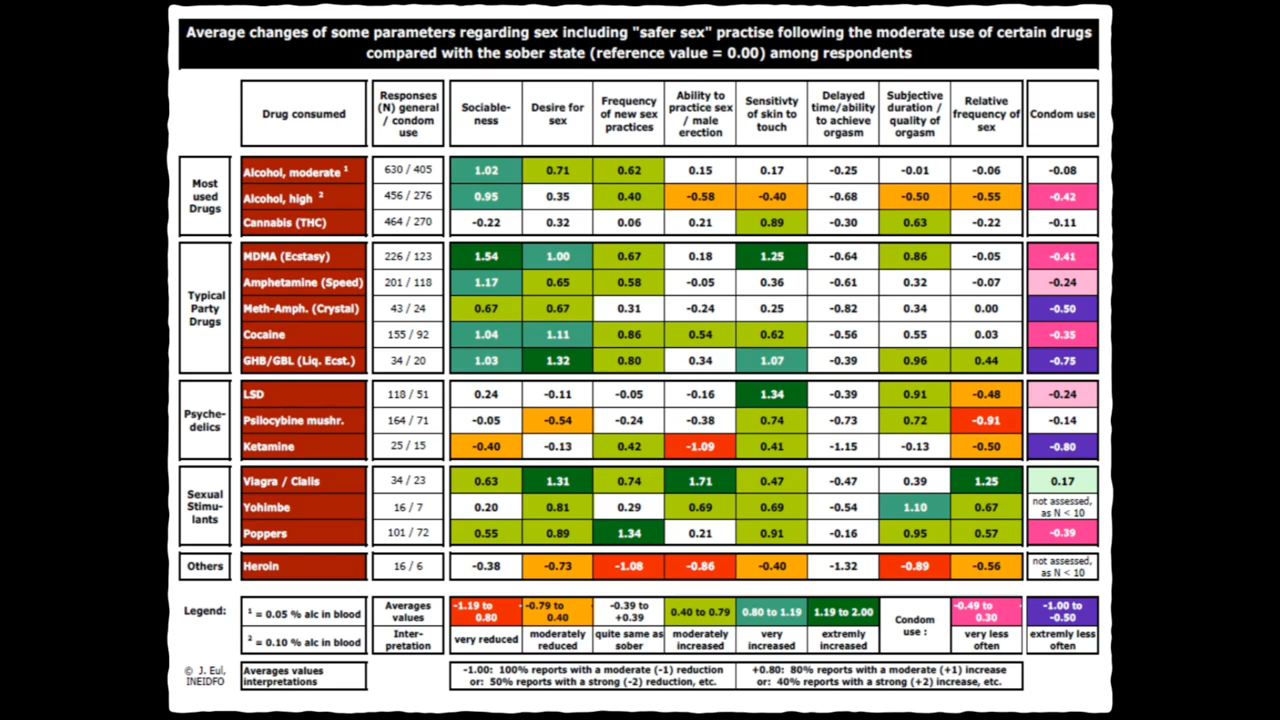 Average changes of some parameters regarding sex including "safer sex" practise following the moderate use of certain drugs
compared with the sober state (reference value = 0.00) among respondents
Drug consumed
Responses
(N) general
/ condom
use
Sociable-
ness
Desire for
sex
Frequency
of new sex
practices
Ability to
practice sex
/ male
erection
Sensitivty
of skin to
touch
Delayed
time/ability
to achieve
orgasm
Subjective
duration /
quality of
orgasm
Relative
frequency of
sex
Condom use
Most
used
Drugs
Alcohol, moderate 1 630 / 405 1.02 0.71 0.62 0.15 0.17 -0.25 -0.01 -0.06 -0.08
Alcohol, high 2 456 / 276 0.95 0.35 0.40 -0.58 -0.40 -0.68 -0.50 -0.55 -0.42
Cannabis (THC) 464 / 270 -0.22 0.32 0.06 0.21 0.89 -0.30 0.63 -0.22 -0.11
Typical
Party
Drugs
MDMA (Ecstasy) 226 / 123 1.54 1.00 0.67 0.18 1.25 -0.64 0.86 -0.05 -0.41
Amphetamine (Speed) 201 / 118 1.17 0.65 0.58 -0.05 0.36 -0.61 0.32 -0.07 -0.24
Meth-Amph. (Crystal) 43 / 24 0.67 0.67 0.31 -0.24 0.25 -0.82 0.34 0.00 -0.50
Cocaine 155 / 92 1.04 1.11 0.86 0.54 0.62 -0.56 0.55 0.03 -0.35
GHB/GBL (Liq. Ecst.) 34 / 20 1.03 1.32 0.80 0.34 1.07 -0.39 0.96 0.44 -0.75
Psyche-
delics
LSD 118 / 51 0.24 -0.11 -0.05 -0.16 1.34 -0.39 0.91 -0.48 -0.24
Psilocybine mushr. 164 / 71 -0.05 -0.54 -0.24 -0.38 0.74 -0.73 0.72 -0.91 -0.14
Ketamine 25 / 15 -0.40 -0.13 0.42 -1.09 0.41 -1.15 -0.13 -0.50 -0.80
Sexual
Stimu-
lants
Viagra / Cialis 34 / 23 0.63 1.31 0.74 1.71 0.47 -0.47 0.39 1.25 0.17
Yohimbe 16 / 7 0.20 0.81 0.29 0.69 0.69 -0.54 1.10 0.67 not assessed,
as N < 10
Poppers 101 / 72 0.55 0.89 1.34 0.21 0.91 -0.16 0.95 0.57 -0.39
Others
Heroin 16 / 6 -0.38 -0.73 -1.08 -0.86 -0.40 -1.32 -0.89 -0.56 not assessed,
as N < 10
Legend:
1 = 0.05 % alc in blood
2 = 0.10 % alc in blood
Averages
values
-1.19 to
0.80
-0.79 to
0.40
-0.39 to
+0.39
0.40 to 0.79
0.80 to 1.19
1.19 to 2.00
Condom
use :
-0.49 to
0.30
-1.00 to
-0.50
Inter-
pretation
very reduced
moderately
reduced
quite same as
sober
moderately
increased
very
increased
extremly
increased
very less
often
extremely less
often
© J. Eul,
INEIDFO
Averages values
interpretations
-1.00: 100% reports with a moderate (-1) reduction
or: 50% reports with a strong (-2) reduction, etc.
+0.80: 80% reports with a moderate (+1) increase
or: 40% reports with a strong (+2) increase, etc.